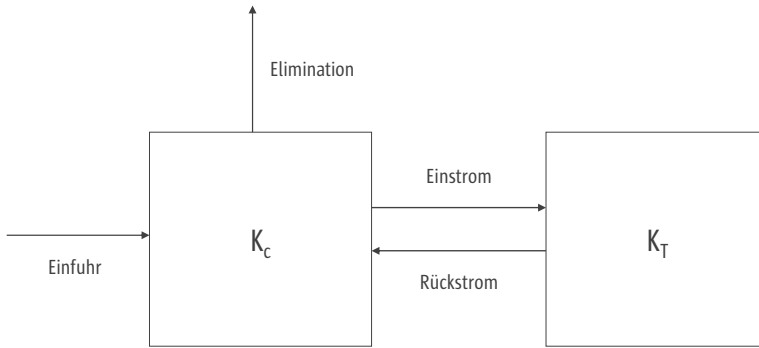 Elimination
Einstrom
K_c
K_T
Einfuhr
Rückstrom